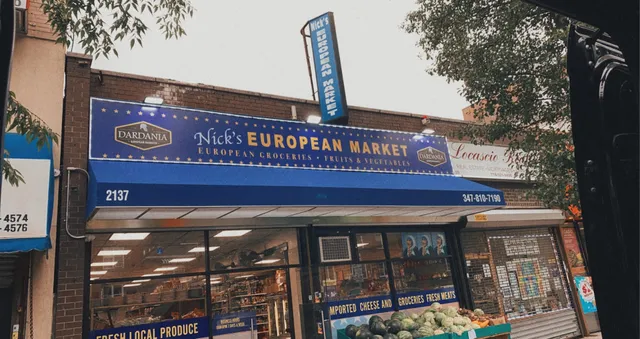 Nick's
EUROPEAN
MARKET
DARDANIA
Nick's EUROPEAN MARKET
EUROPEAN GROCERIES • FRUITS & VEGETABLES
DARDANIA
Locascio
2137
347-810-7190
4574
4576
FRESH LOCAL PRODUCE
IMPORTED CHEESE AND GROCERIES FRESH MEATS